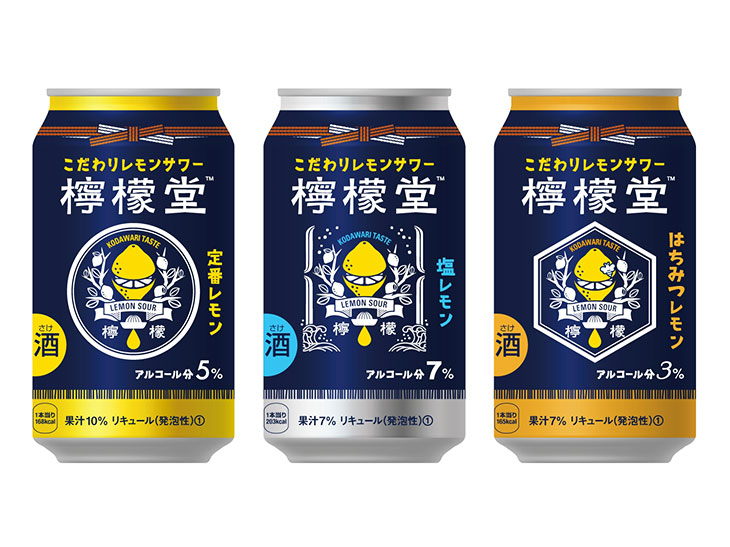 こだわりレモンサワー
檸檬堂™
KODAWARI TASTE
定番レモン
LEMON SOUR
檸檬
さけ
酒
アルコール分5%
1本当り
168kcal
果汁10% リキュール(発泡性)①
こだわりレモンサワー
檸檬堂™
KODAWARI TASTE
塩レモン
LEMON SOUR
檸檬
さけ
酒
アルコール分7%
1本当り
203kcal
果汁7% リキュール(発泡性)①
こだわりレモンサワー
檸檬堂™
KODAWARI TASTE
はちみつレモン
LEMON SOUR
檸檬
さけ
酒
アルコール分3%
1本当り
165kcal
果汁7% リキュール(発泡性)①